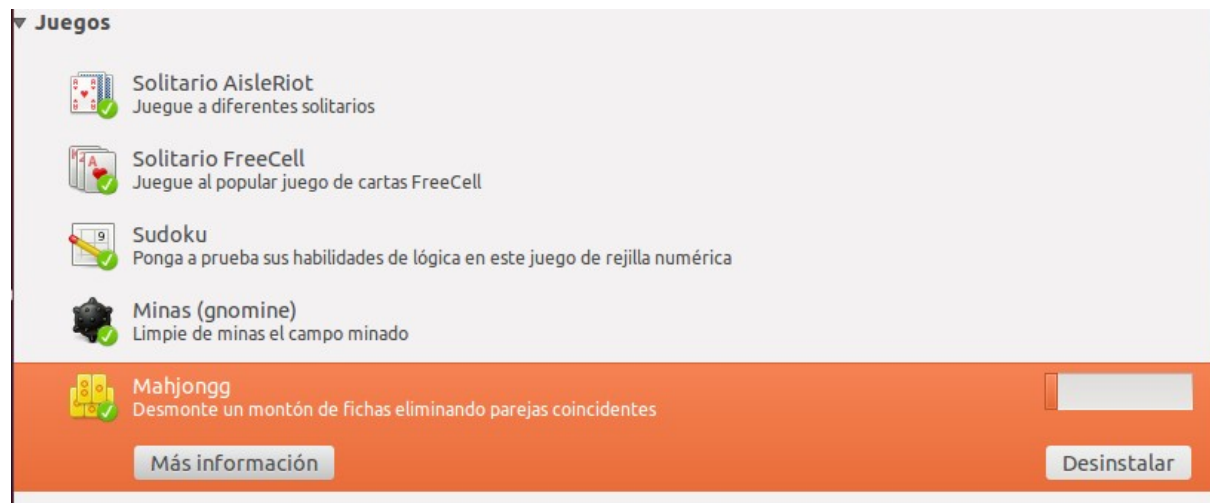 Juegos
Solitario AisleRiot
Juegue a diferentes solitarios
Solitario FreeCell
Juegue al popular juego de cartas FreeCell
Sudoku
Ponga a prueba sus habilidades de lógica en este juego de rejilla numérica
Minas (gnomine)
Limpie de minas el campo minado
Mahjongg
Desmonte un montón de fichas eliminando parejas coincidentes
Más información Desinstalar